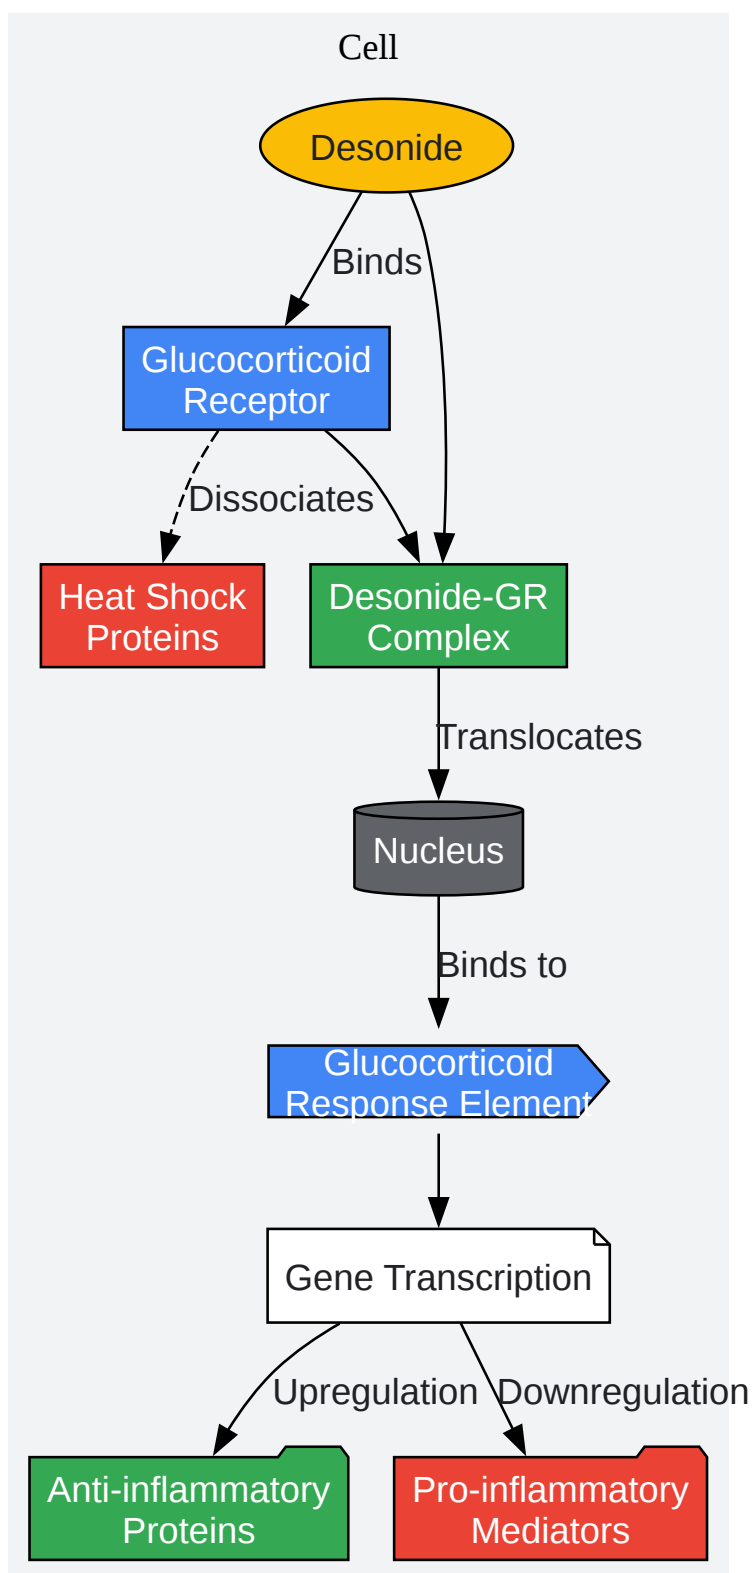 Cell
Desonide
Binds
Glucocorticoid
Receptor
Dissociates
Heat Shock
Proteins
Desonide-GR
Complex
Translocates
Nucleus
Binds to
Glucocorticoid
Response Element
Gene Transcription
Upregulation
Downregulation
Anti-inflammatory
Proteins
Pro-inflammatory
Mediators